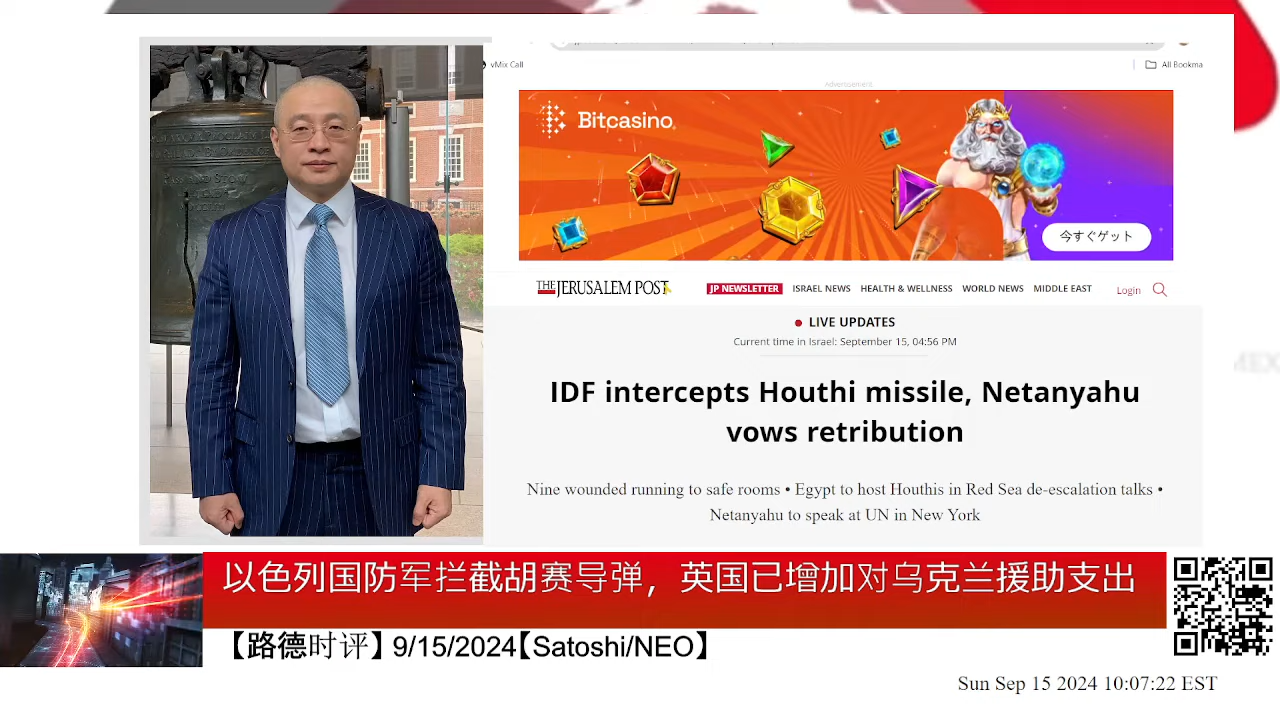 vMix Call
All Bookma
Advertisement
Bitcasino
今すぐゲット
THE JERUSALEM POST
JP NEWSLETTER ISRAEL NEWS HEALTH & WELLNESS WORLD NEWS MIDDLE EAST Login
LIVE UPDATES
Current time in Israel: September 15, 04:56 PM
IDF intercepts Houthi missile, Netanyahu
vows retribution
Nine wounded running to safe rooms • Egypt to host Houthis in Red Sea de-escalation talks •
Netanyahu to speak at UN in New York
以色列国防军拦截胡赛导弹，英国已增加对乌克兰援助支出
【路德时评】9/15/2024【Satoshi/NEO】
Sun Sep 15 2024 10:07:22 EST